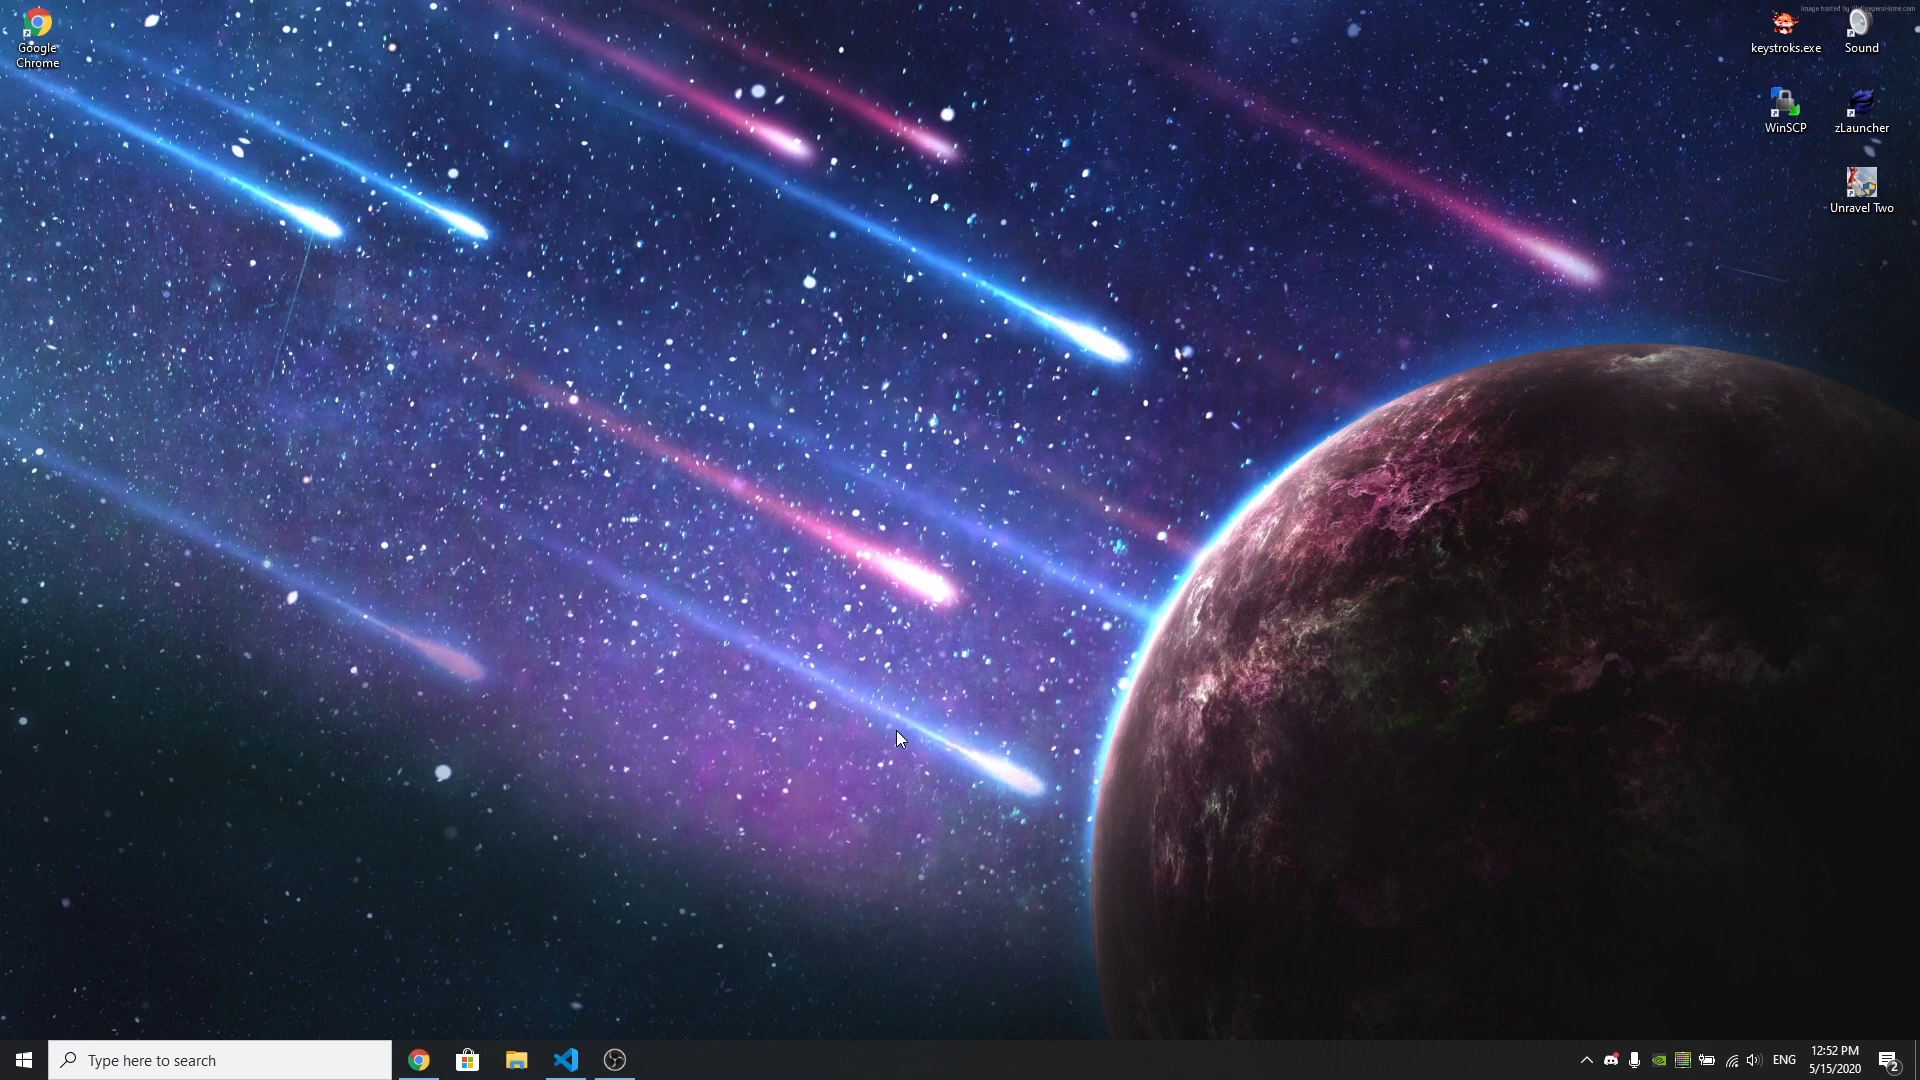 Google
Chrome
keystroks.exe
Sound
WinSCP
zLauncher
Unravel Two
Type here to search
ENG
12:52 PM
5/15/2020
2